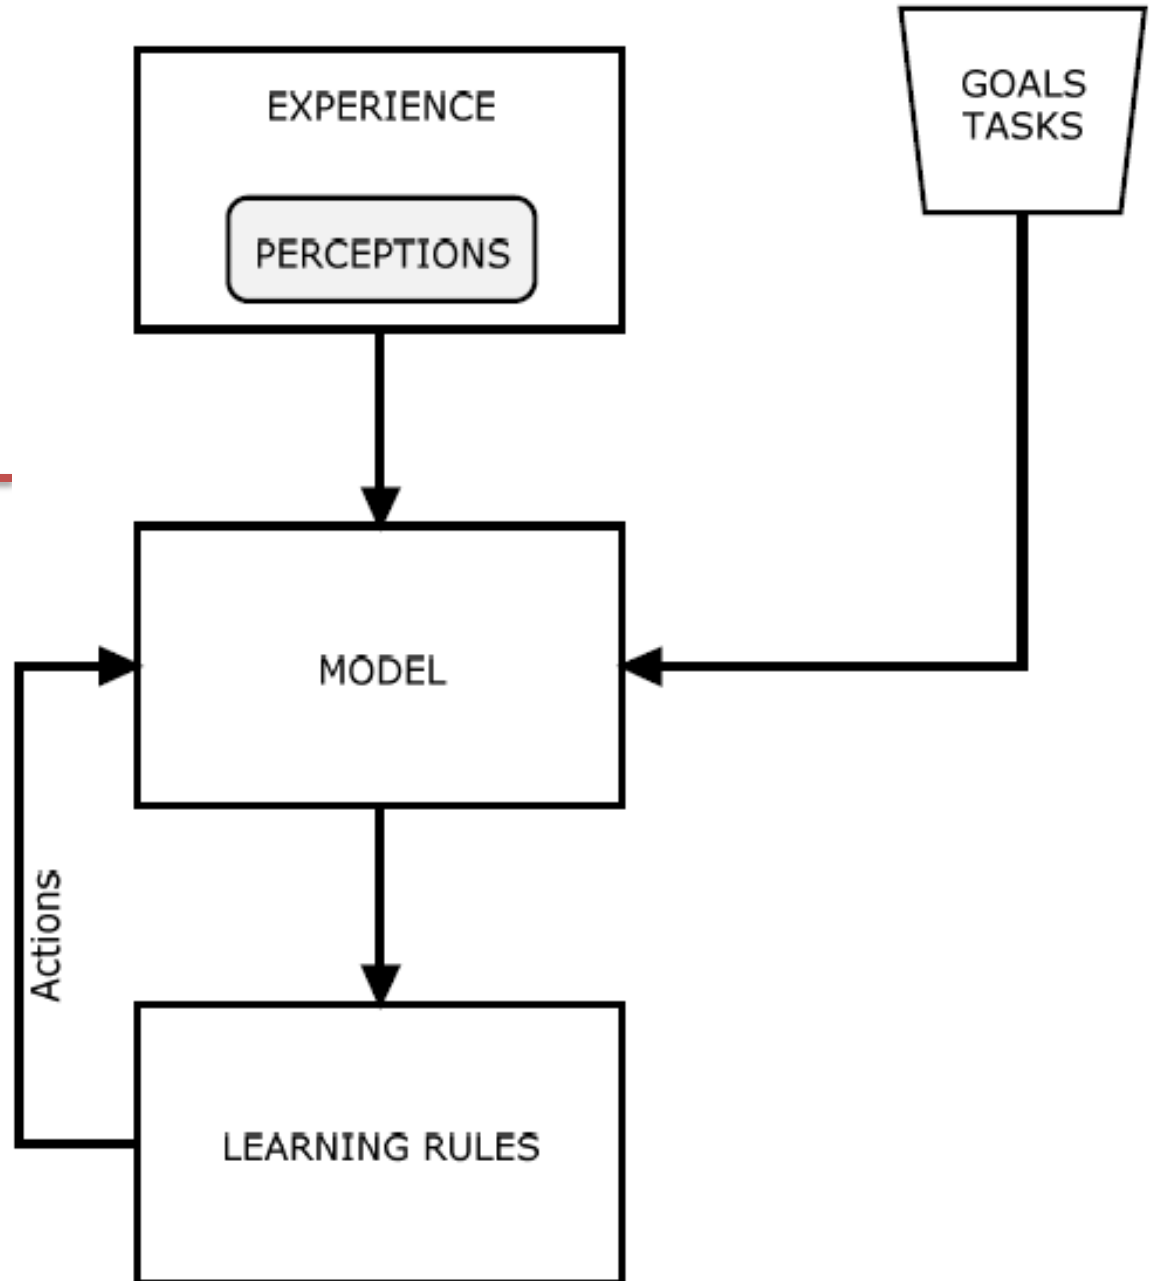 EXPERIENCE
PERCEPTIONS
GOALS
TASKS
MODEL
Actions
LEARNING RULES